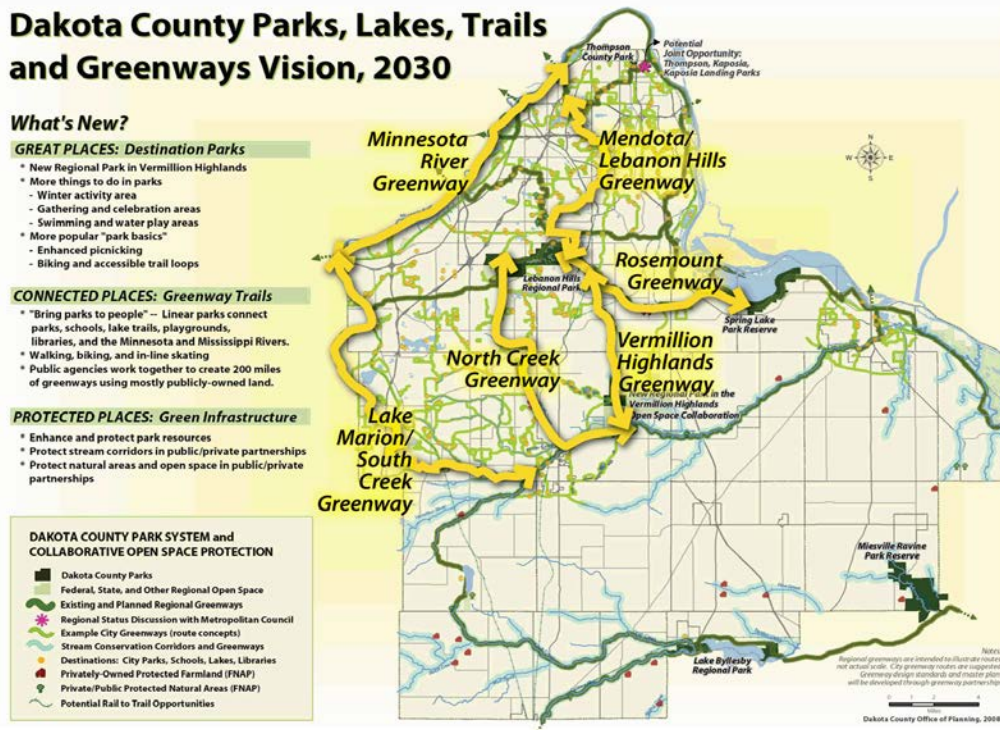 Dakota County Parks, Lakes, Trails
and Greenways Vision, 2030
What's New?
GREAT PLACES: Destination Parks
* New Regional Park in Vermillion Highlands
* More things to do in parks
- Winter activity area
- Gathering and celebration areas
- Swimming and water play areas
* More popular "park basics"
- Enhanced picnicking
- Biking and accessible trail loops
CONNECTED PLACES: Greenway Trails
* "Bring parks to people" -- Linear parks connect
parks, schools, lake trails, playgrounds,
libraries, and the Minnesota and Mississippi Rivers.
* Walking, biking, and in-line skating
* Public agencies work together to create 200 miles
of greenways using mostly publicly-owned land.
PROTECTED PLACES: Green Infrastructure
* Enhance and protect park resources
* Protect stream corridors in public/private partnerships
* Protect natural areas and open space in public/private
partnerships
DAKOTA COUNTY PARK SYSTEM and
COLLABORATIVE OPEN SPACE PROTECTION
Dakota County Parks
Federal, State, and Other Regional Open Space
Existing and Planned Regional Greenways
Regional Status Discussion with Metropolitan Council
Example City Greenways (route concepts)
Stream Conservation Corridors and Greenways
Destinations: City Parks, Schools, Lakes, Libraries
Privately-Owned Protected Farmland (FNAP)
Private/Public Protected Natural Areas (FNAP)
Potential Rail to Trail Opportunities
Thompson
County Park
Potential
Joint Opportunity:
Thompson, Kaposia,
Kaposia Landing Parks
Minnesota
River
Greenway
Mendota/
Lebanon Hills
Greenway
N
W
E
S
Lebanon Hills
Regional Park
Rosemount
Greenway
Spring Lake
Park Reserve
North Creek
Greenway
Vermillion
Highlands
Greenway
New Regional Park in the
Vermillion Highlands
Open Space Collaboration
Lake
Marion/
South
Creek
Greenway
Miesville Ravine
Park Reserve
Lake Byllesby
Regional Park
Notes
Regional greenways are intended to illustrate routes
not actual scale. City greenway routes are suggested
Greenway design standards and master plan
will be developed through greenway partnership
0 1 2 4
Miles
Dakota County Office of Planning, 2008